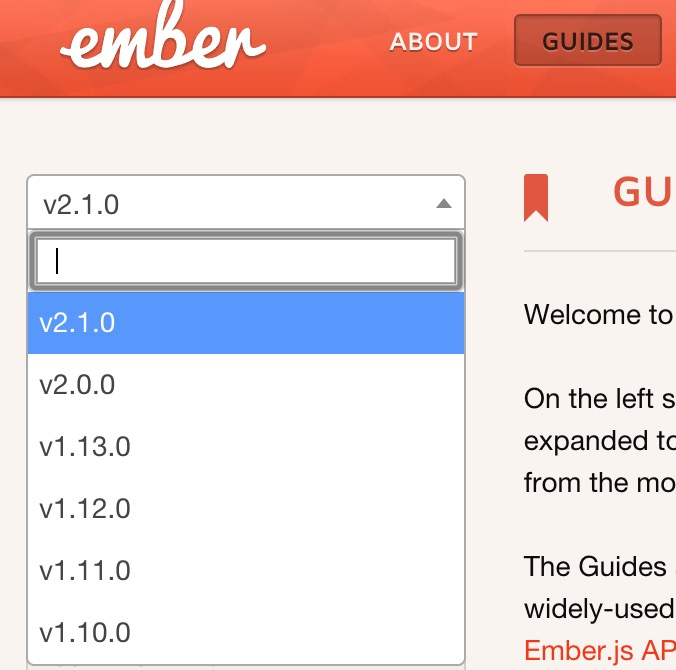 ember ABOUT GUIDES
v2.1.0
GU
v2.1.0
v2.0.0
v1.13.0
v1.12.0
v1.11.0
v1.10.0
Welcome to
On the left s
expanded to
from the mo
The Guides
widely-used
Ember.js AP